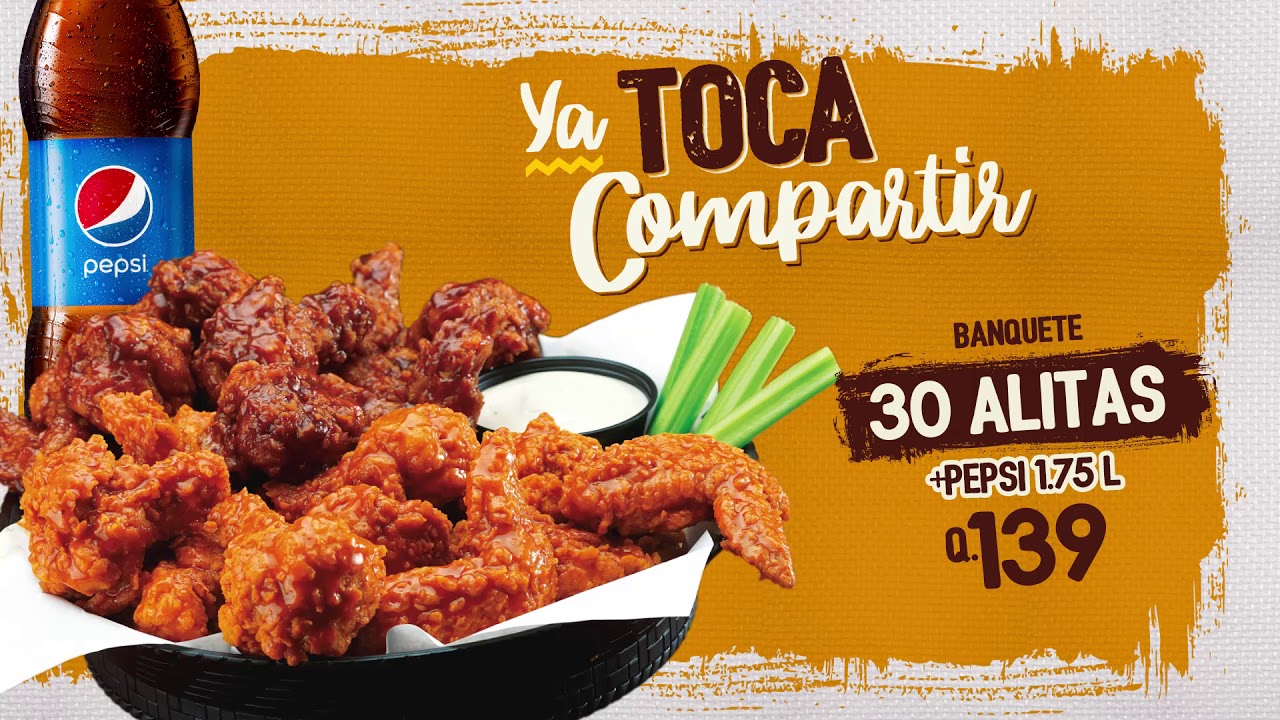 pepsi
Ya TOCA
Compartir
BANQUETE
30 ALITAS
+PEPSI 1.75 L
Q.139